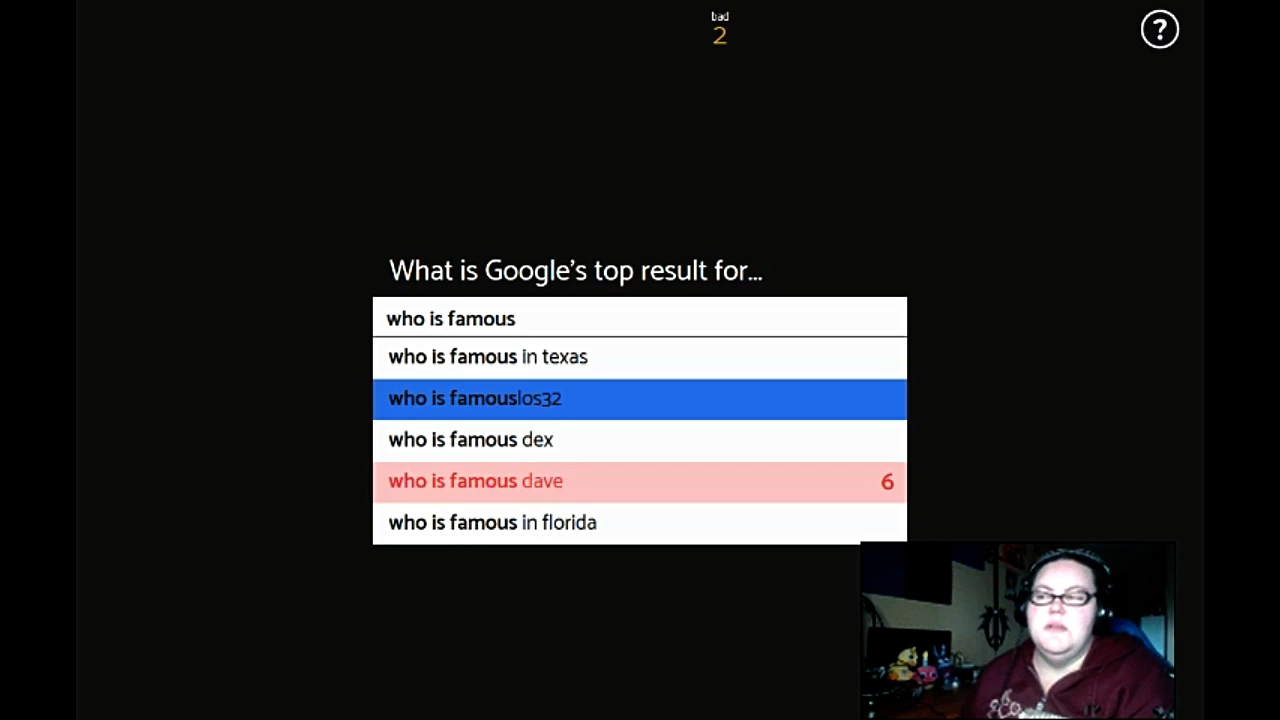 bad
2
?
What is Google's top result for...
who is famous
who is famous in texas
who is famouslos32
who is famous dex
who is famous dave 6
who is famous in florida